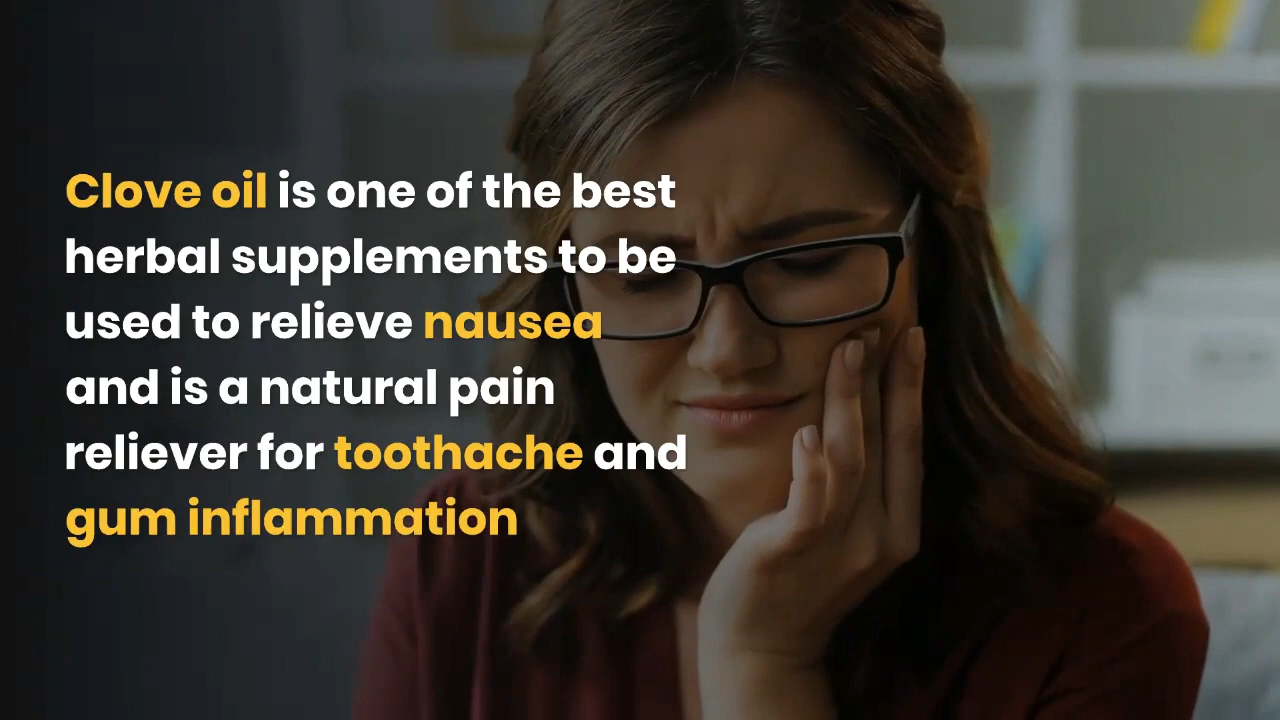 Clove oil is one of the best
herbal supplements to be
used to relieve nausea
and is a natural pain
reliever for toothache and
gum inflammation